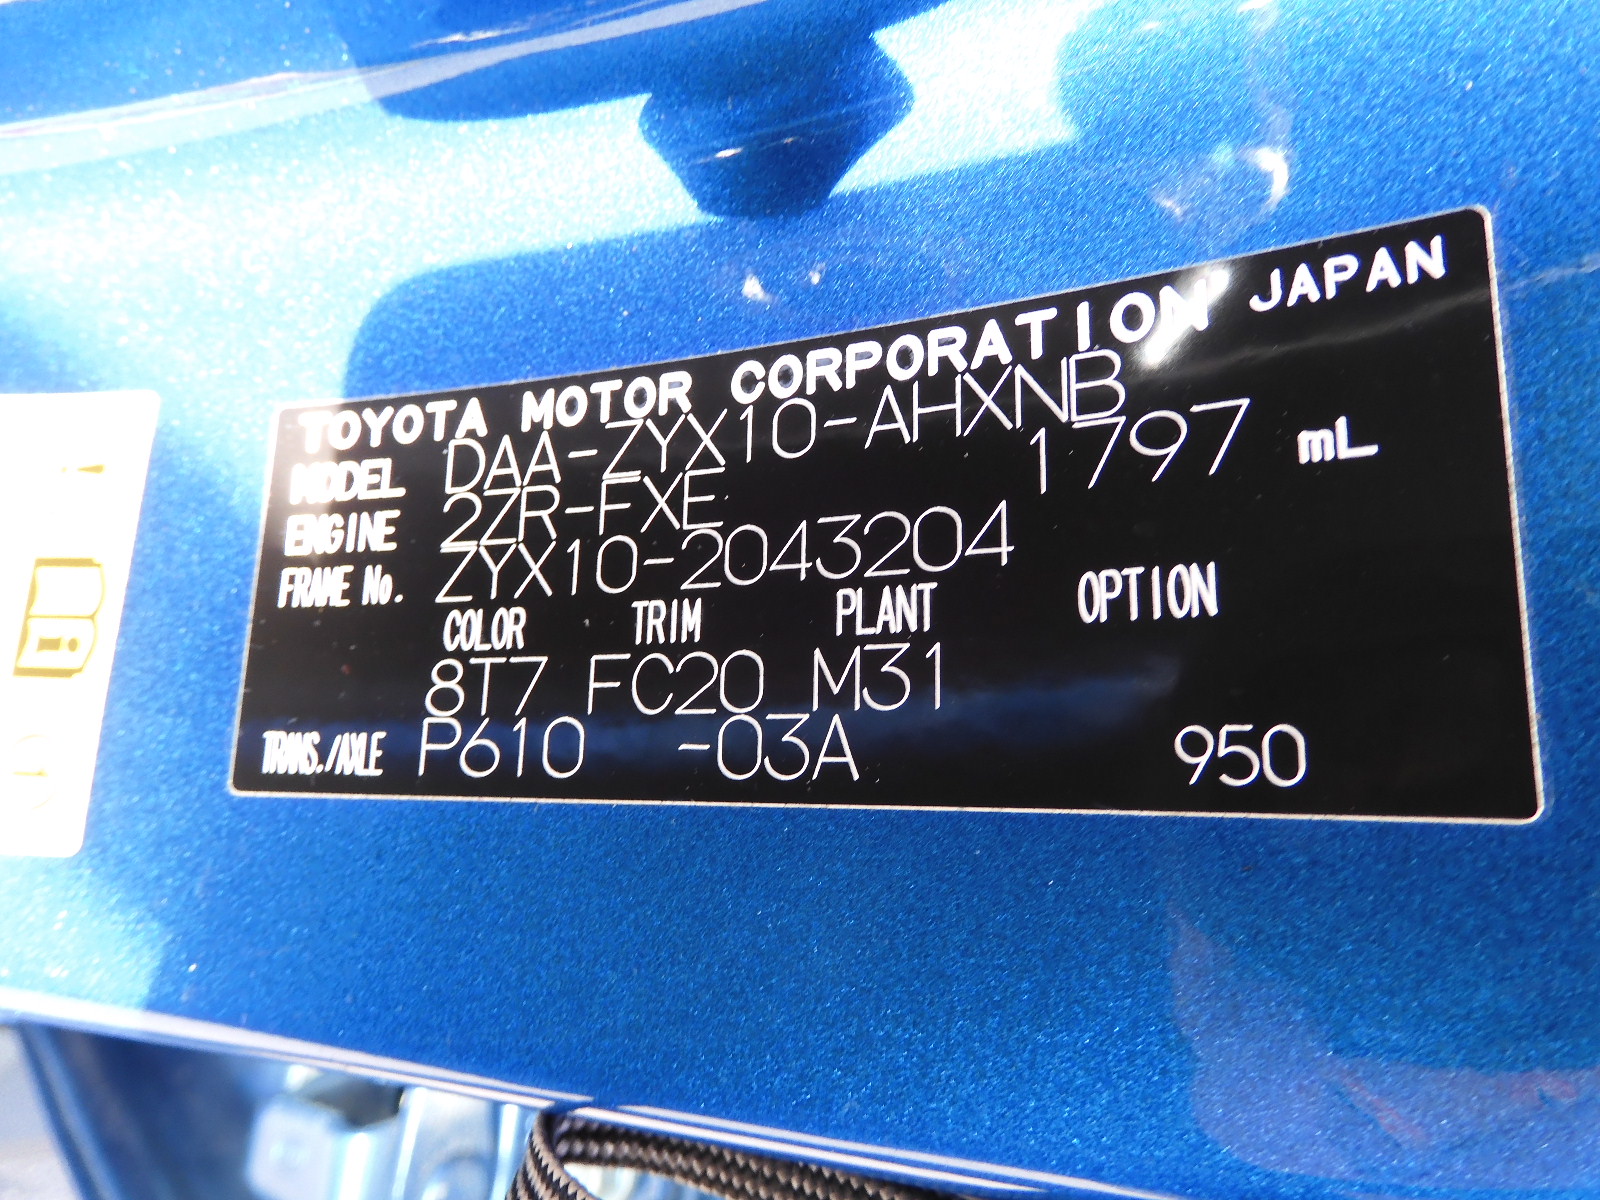 TOYOTA MOTOR CORPORATION JAPAN
MODEL DAA-ZYX10-AHXNB
ENGINE 2ZR-FXE 1797 mL
FRAME No. ZYX10-2043204
COLOR TRIM PLANT OPTION
8T7 FC20 M31
TRANS./AXLE P610 -03A 950